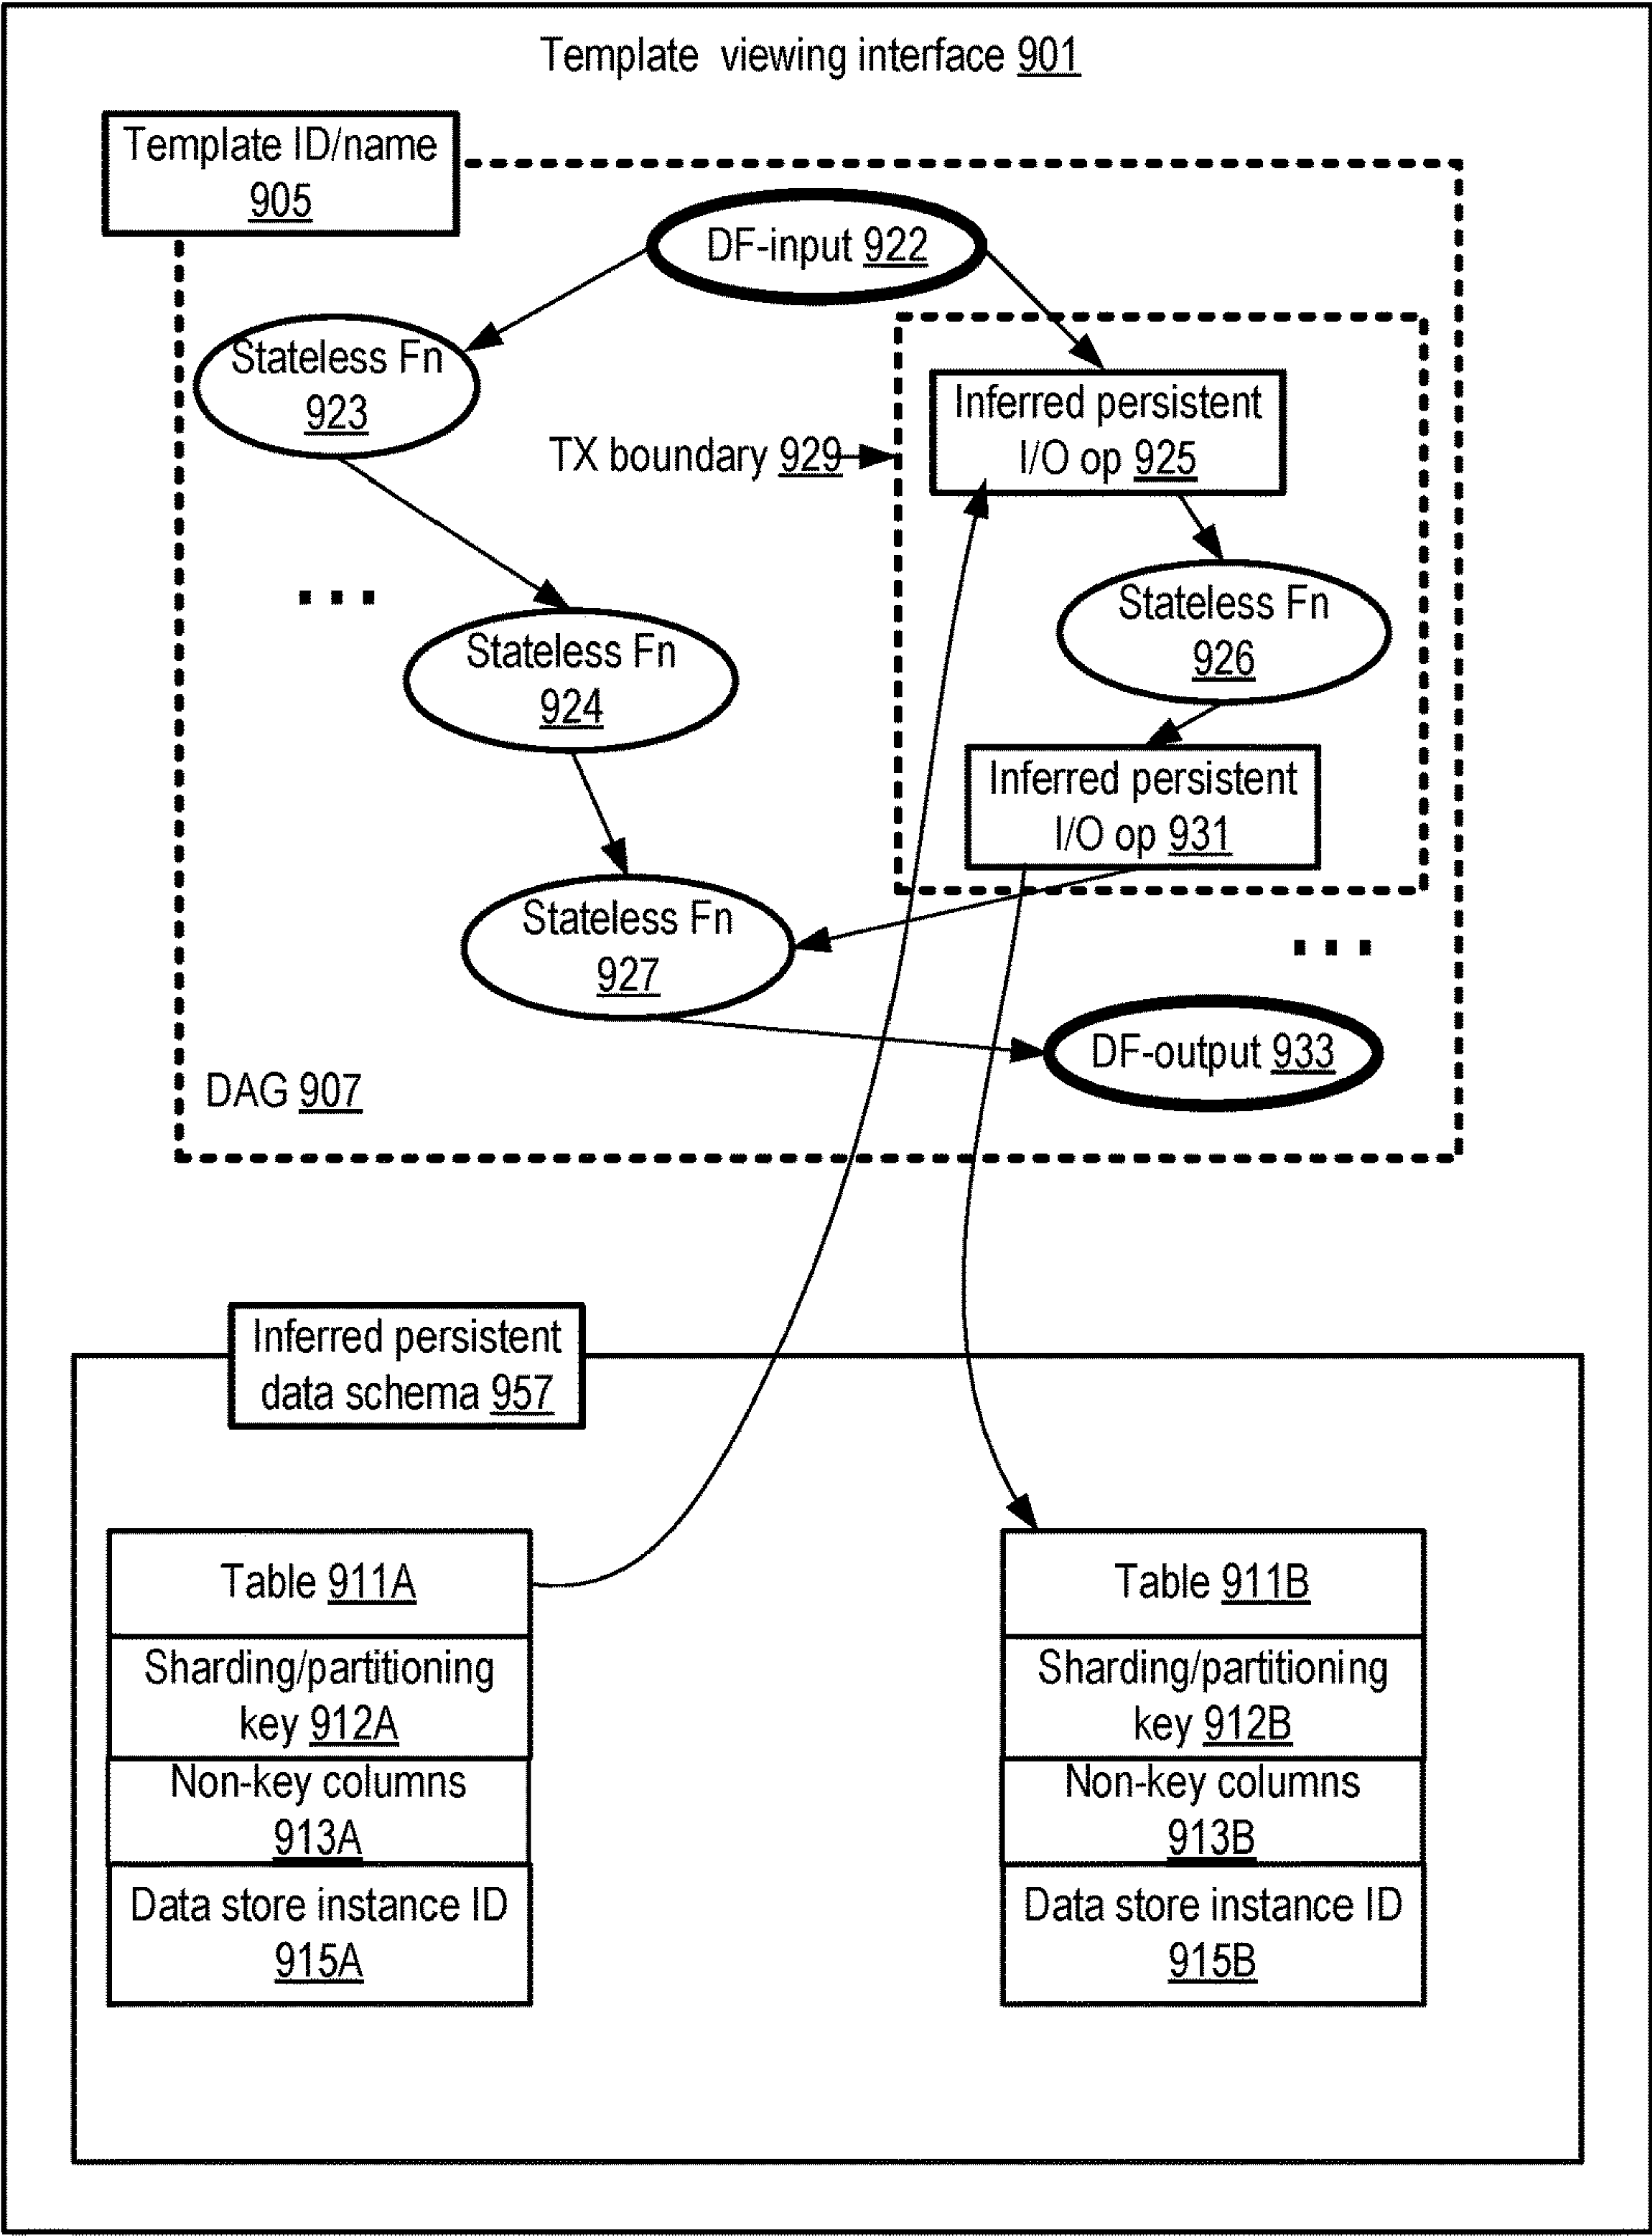 Template viewing interface 901
Template ID/name
905
DF-input 922
Stateless Fn
923
Inferred persistent
I/O op 925
TX boundary 929
Stateless Fn
926
...
Stateless Fn
924
Inferred persistent
I/O op 931
Stateless Fn
927
...
DF-output 933
DAG 907
Inferred persistent
data schema 957
Table 911A
Sharding/partitioning
key 912A
Non-key columns
913A
Data store instance ID
915A
Table 911B
Sharding/partitioning
key 912B
Non-key columns
913B
Data store instance ID
915B